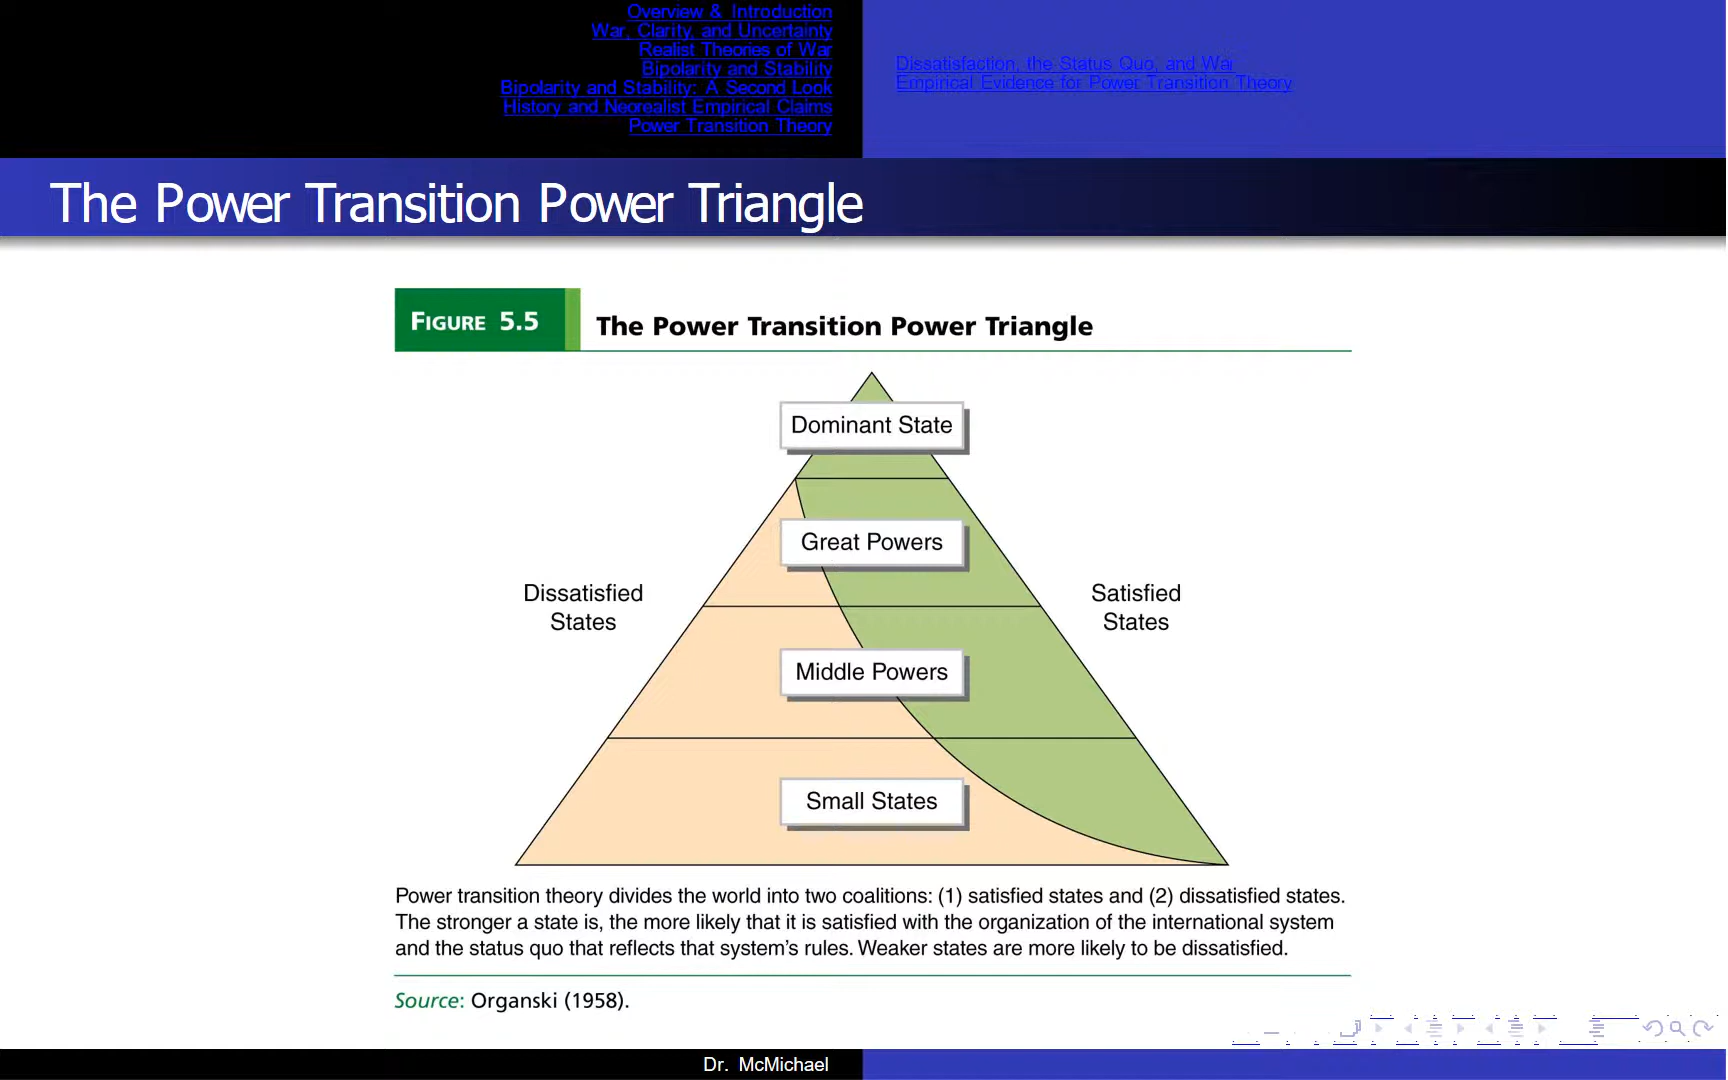 Overview & Introduction
War, Clarity, and Uncertainty
Realist Theories of War
Bipolarity and Stability
Bipolarity and Stability: A Second Look
History and Neorealist Empirical Claims
Power Transition Theory
Dissatisfaction, the Status Quo, and War
Empirical Evidence for Power Transition Theory
The Power Transition Power Triangle
FIGURE 5.5
The Power Transition Power Triangle
Dominant State
Great Powers
Dissatisfied
States
Satisfied
States
Middle Powers
Small States
Power transition theory divides the world into two coalitions: (1) satisfied states and (2) dissatisfied states.
The stronger a state is, the more likely that it is satisfied with the organization of the international system
and the status quo that reflects that system's rules. Weaker states are more likely to be dissatisfied.
Source: Organski (1958).
Dr. McMichael